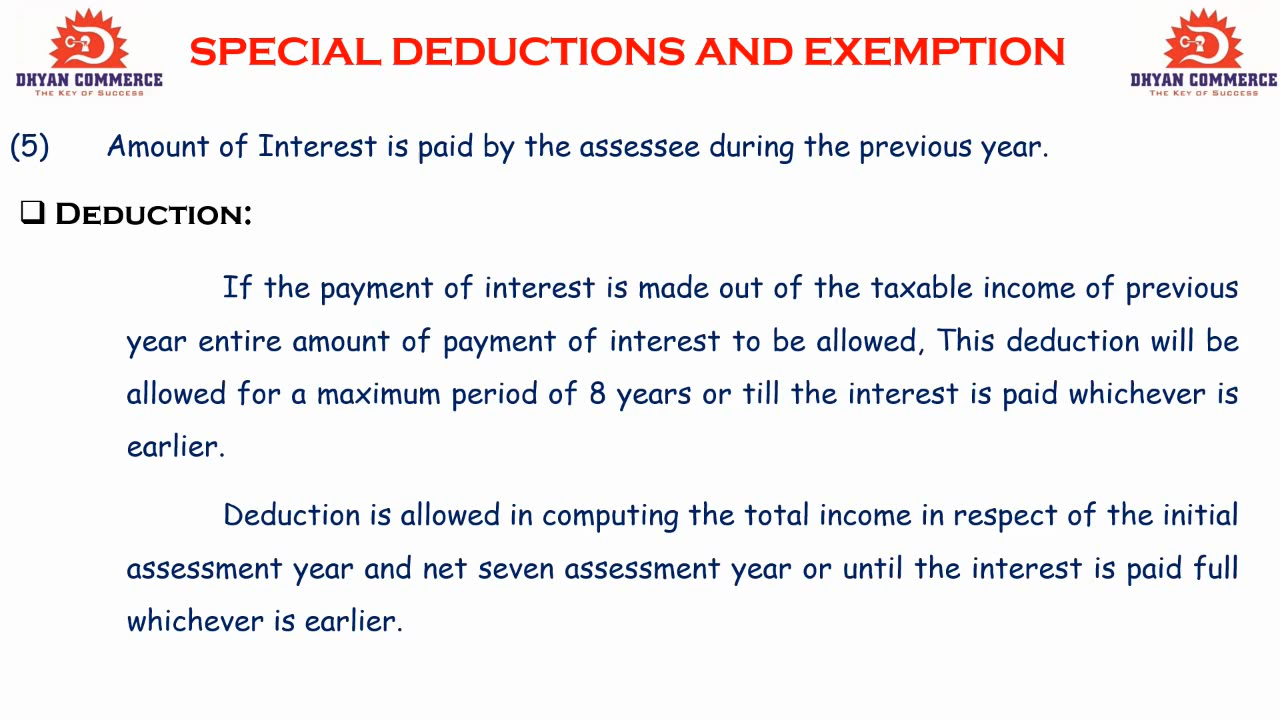 SPECIAL DEDUCTIONS AND EXEMPTION
DHYAN COMMERCE
THE KEY OF SUCCESS
DHYAN COMMERCE
THE KEY OF SUCCESS
(5) Amount of Interest is paid by the assessee during the previous year.
❑ DEDUCTION:
If the payment of interest is made out of the taxable income of previous
year entire amount of payment of interest to be allowed, This deduction will be
allowed for a maximum period of 8 years or till the interest is paid whichever is
earlier.
Deduction is allowed in computing the total income in respect of the initial
assessment year and net seven assessment year or until the interest is paid full
whichever is earlier.